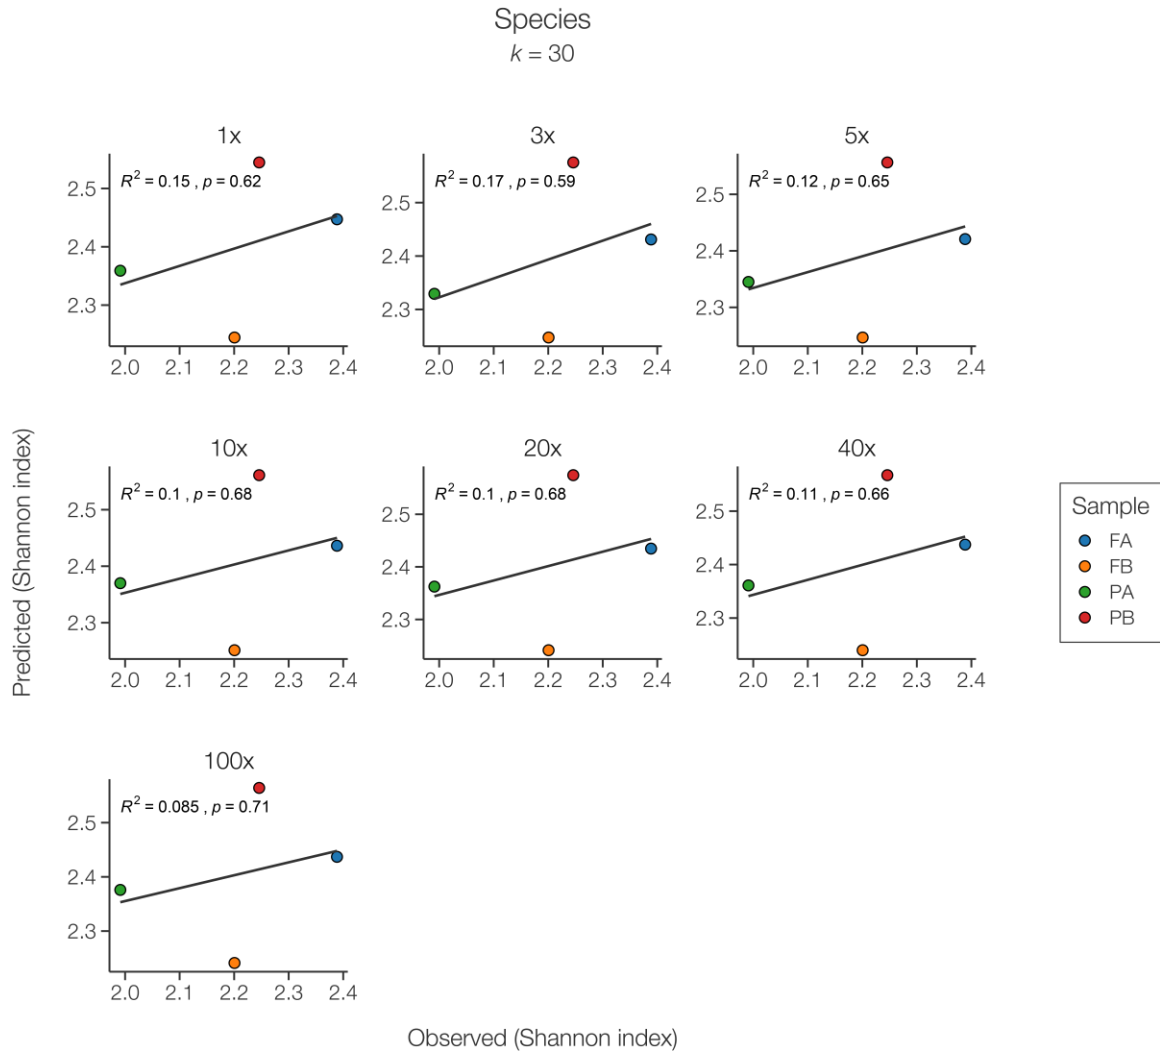 Species
k = 30
1x
3x
5x
R² = 0.15 , p = 0.62
R² = 0.17 , p = 0.59
R² = 0.12 , p = 0.65
2.5
2.4
2.3
2.5
2.4
2.3
2.5
2.4
2.3
2.0 2.1 2.2 2.3 2.4
2.0 2.1 2.2 2.3 2.4
2.0 2.1 2.2 2.3 2.4
Predicted (Shannon index)
10x
20x
40x
R² = 0.1 , p = 0.68
R² = 0.1 , p = 0.68
R² = 0.11 , p = 0.66
2.5
2.4
2.3
2.5
2.4
2.3
2.5
2.4
2.3
2.0 2.1 2.2 2.3 2.4
2.0 2.1 2.2 2.3 2.4
2.0 2.1 2.2 2.3 2.4
Sample
FA
FB
PA
PB
100x
R² = 0.085 , p = 0.71
2.5
2.4
2.3
2.0 2.1 2.2 2.3 2.4
Observed (Shannon index)